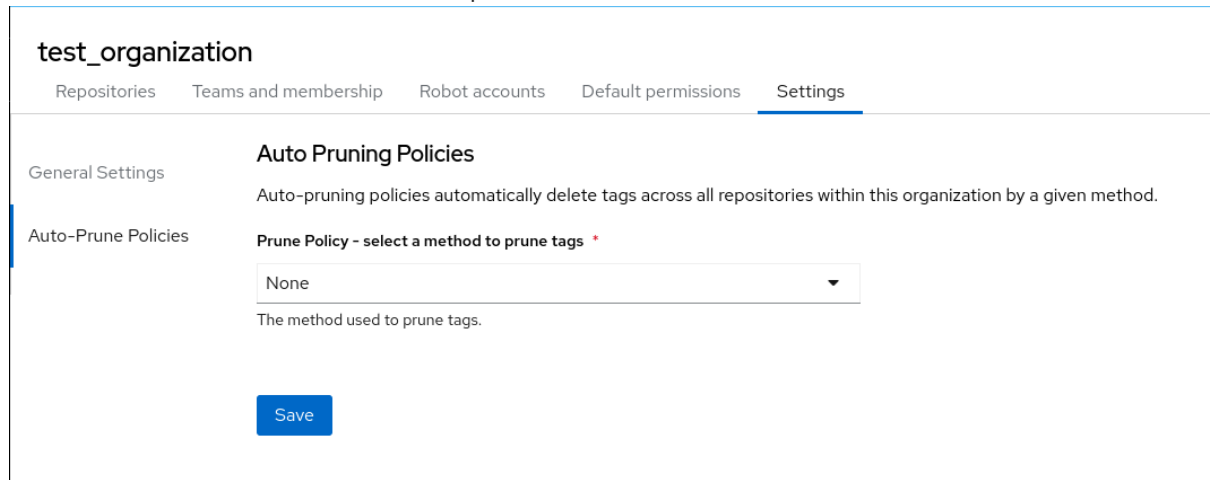 test_organization
Repositories Teams and membership Robot accounts Default permissions Settings
General Settings
Auto-Prune Policies
Auto Pruning Policies
Auto-pruning policies automatically delete tags across all repositories within this organization by a given method.
Prune Policy - select a method to prune tags *
None
The method used to prune tags.
Save